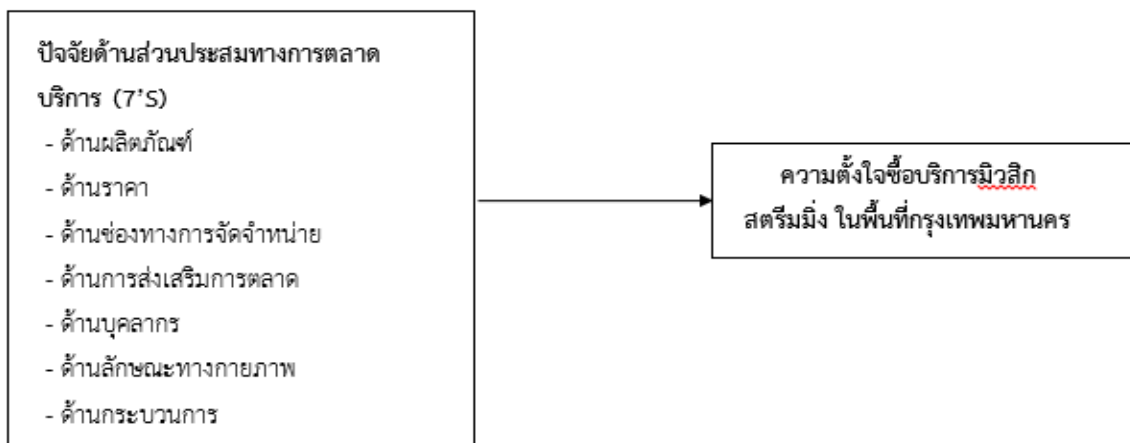 ปัจจัยด้านส่วนประสมทางการตลาด
บริการ (7’S)
- ด้านผลิตภัณฑ์
- ด้านราคา
- ด้านช่องทางการจัดจำหน่าย
- ด้านการส่งเสริมการตลาด
- ด้านบุคลากร
- ด้านลักษณะทางกายภาพ
- ด้านกระบวนการ
ความตั้งใจซื้อบริการมิวสิก
สตรีมมิ่ง ในพื้นที่กรุงเทพมหานคร